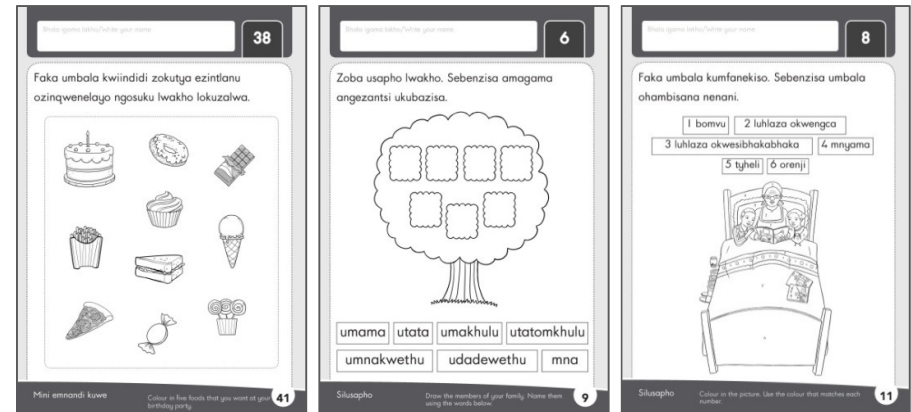 Bhala igama lakho/Write your name
38
Faka umbala kwiindidi zokutya ezintlanu
ozinqwenelayo ngosuku lwakho lokuzalwa.
Mini emnandi kuwe
Colour in five foods that you want at your
birthday party.
41
Bhala igama lakho/Write your name
6
Zoba usapho lwakho. Sebenzisa amagama
angezantsi ukubazisa.
umama
utata
umakhulu
utatomkhulu
umnakwethu
udadewethu
mna
Silusapho
Draw the members of your family. Name them
using the words below.
9
Bhala igama lakho/Write your name
8
Faka umbala kumfanekiso. Sebenzisa umbala
ohambisana nenani.
1 bomvu
2 luhlaza okwengca
3 luhlaza okwesibhakabhaka
4 mnyama
5 tyheli
6 orenji
Silusapho
Colour in the picture. Use the colour that matches each
number.
11